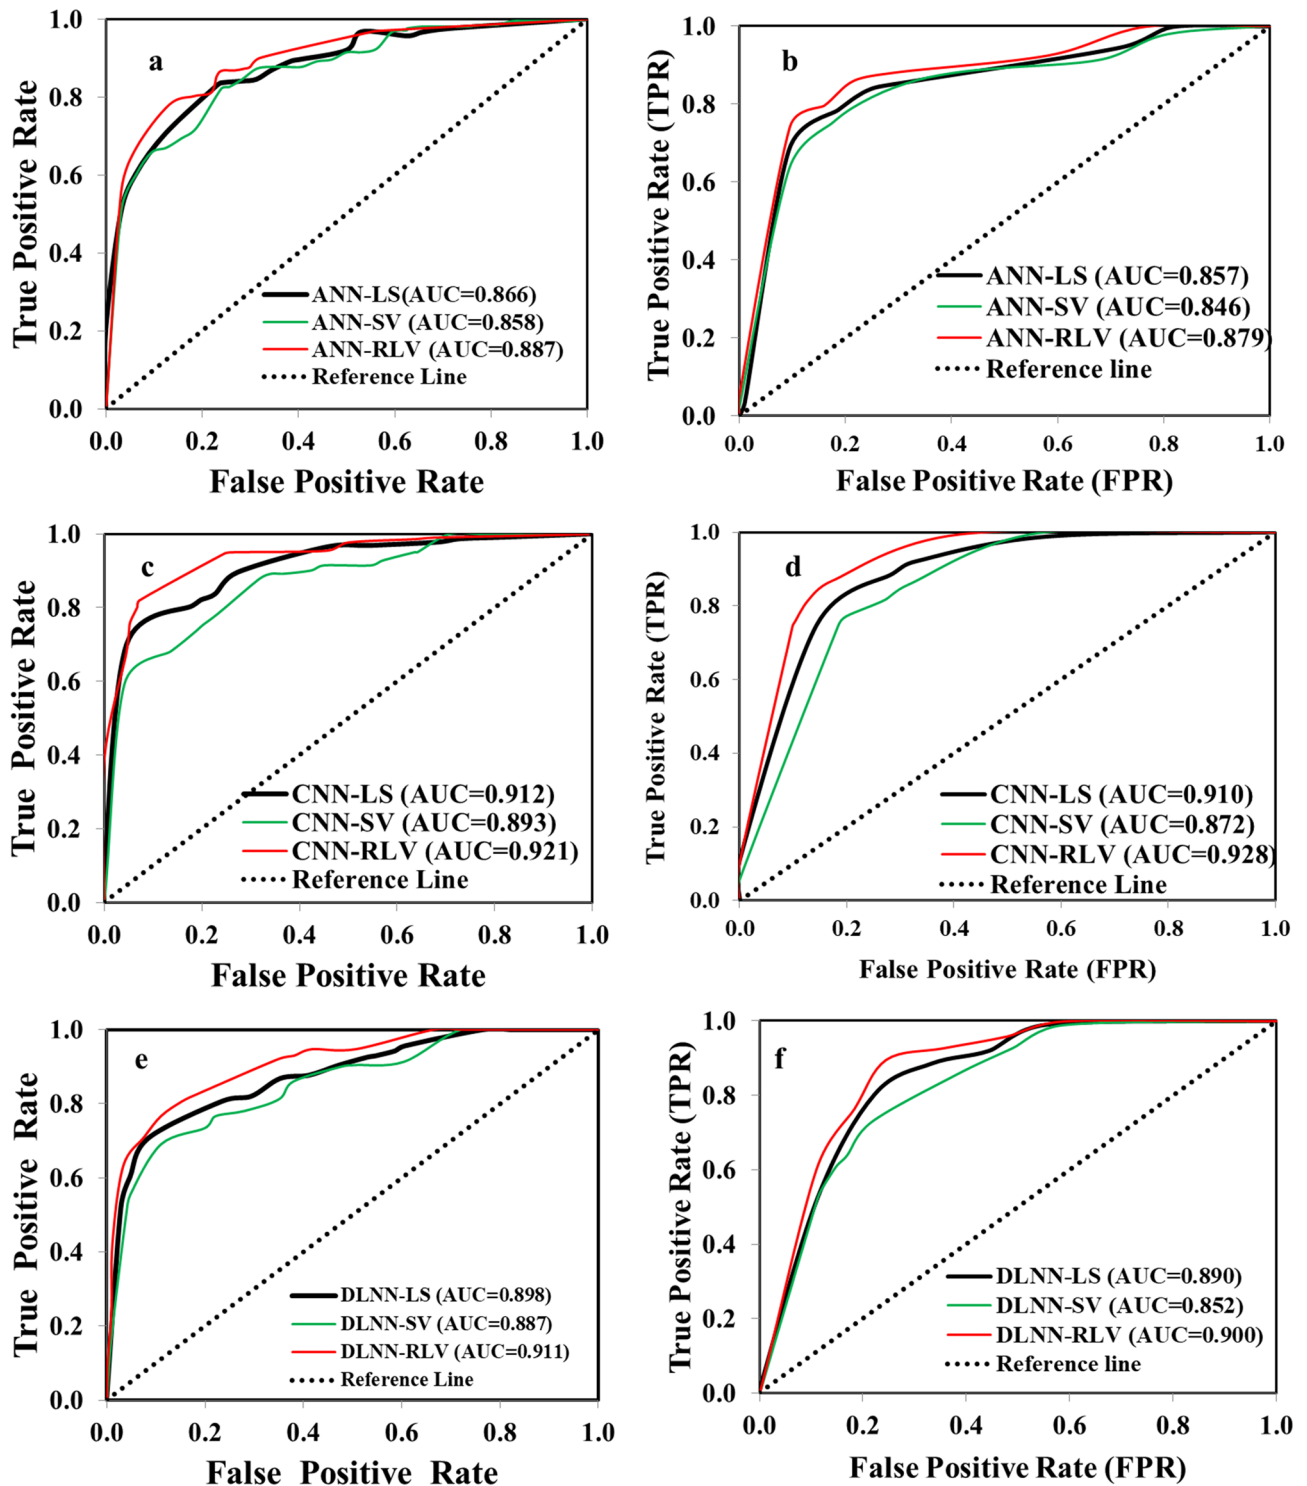 a
True Positive Rate
1.0
0.8
0.6
0.4
0.2
0.0
ANN-LS(AUC=0.866)
ANN-SV (AUC=0.858)
ANN-RLV (AUC=0.887)
Reference Line
0.0 0.2 0.4 0.6 0.8 1.0
False Positive Rate
b
True Positive Rate (TPR)
1.0
0.8
0.6
0.4
0.2
0.0
ANN-LS (AUC=0.857)
ANN-SV (AUC=0.846)
ANN-RLV (AUC=0.879)
Reference line
0.0 0.2 0.4 0.6 0.8 1.0
False Positive Rate (FPR)
c
True Positive Rate
1.0
0.8
0.6
0.4
0.2
0.0
CNN-LS (AUC=0.912)
CNN-SV (AUC=0.893)
CNN-RLV (AUC=0.921)
Reference Line
0.0 0.2 0.4 0.6 0.8 1.0
False Positive Rate
d
True Positive Rate (TPR)
1.0
0.8
0.6
0.4
0.2
0.0
CNN-LS (AUC=0.910)
CNN-SV (AUC=0.872)
CNN-RLV (AUC=0.928)
Reference Line
0.0 0.2 0.4 0.6 0.8 1.0
False Positive Rate (FPR)
e
True Positive Rate
1.0
0.8
0.6
0.4
0.2
0.0
DLNN-LS (AUC=0.898)
DLNN-SV (AUC=0.887)
DLNN-RLV (AUC=0.911)
Reference Line
0.0 0.2 0.4 0.6 0.8 1.0
False Positive Rate
f
True Positive Rate (TPR)
1.0
0.8
0.6
0.4
0.2
0.0
DLNN-LS (AUC=0.890)
DLNN-SV (AUC=0.852)
DLNN-RLV (AUC=0.900)
Reference line
0.0 0.2 0.4 0.6 0.8 1.0
False Positive Rate (FPR)